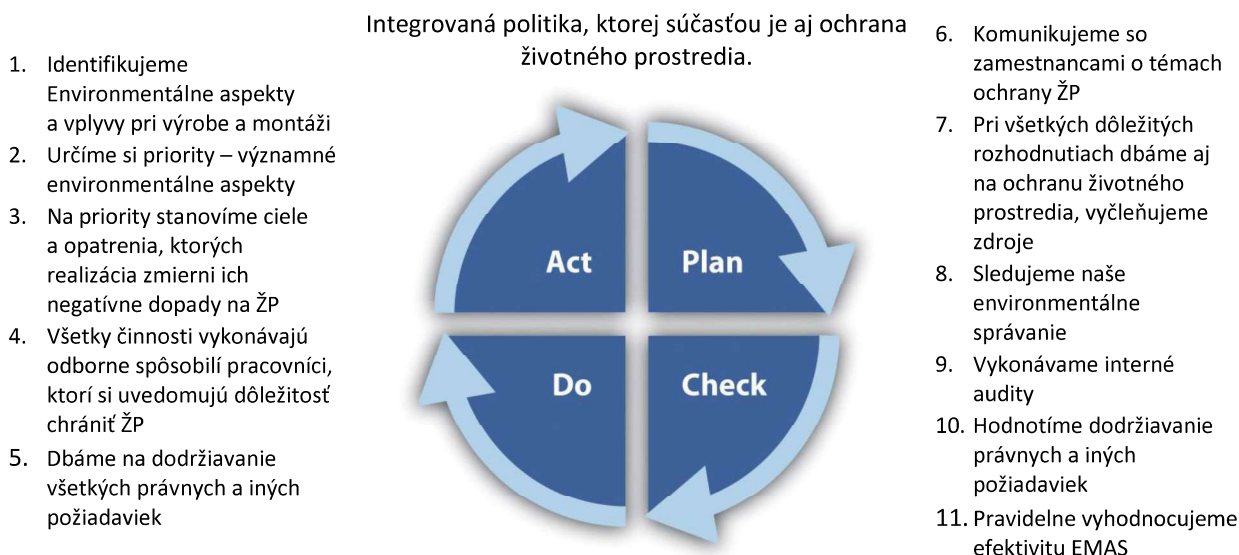 Integrovaná politika, ktorej súčasťou je aj ochrana
životného prostredia.
1. Identifikujeme
Environmentálne aspekty
a vplyvy pri výrobe a montáži
2. Určíme si priority – významné
environmentálne aspekty
3. Na priority stanovíme ciele
a opatrenia, ktorých
realizácia zmierni ich
negatívne dopady na ŽP
4. Všetky činnosti vykonávajú
odborne spôsobilí pracovníci,
ktorí si uvedomujú dôležitosť
chrániť ŽP
5. Dbáme na dodržiavanie
všetkých právnych a iných
požiadaviek
Act
Plan
Do
Check
6. Komunikujeme so
zamestnancami o témach
ochrany ŽP
7. Pri všetkých dôležitých
rozhodnutiach dbáme aj
na ochranu životného
prostredia, vyčleňujeme
zdroje
8. Sledujeme naše
environmentálne
správanie
9. Vykonávame interné
audity
10. Hodnotíme dodržiavanie
právnych a iných
požiadaviek
11. Pravidelne vyhodnocujeme
efektivitu EMAS